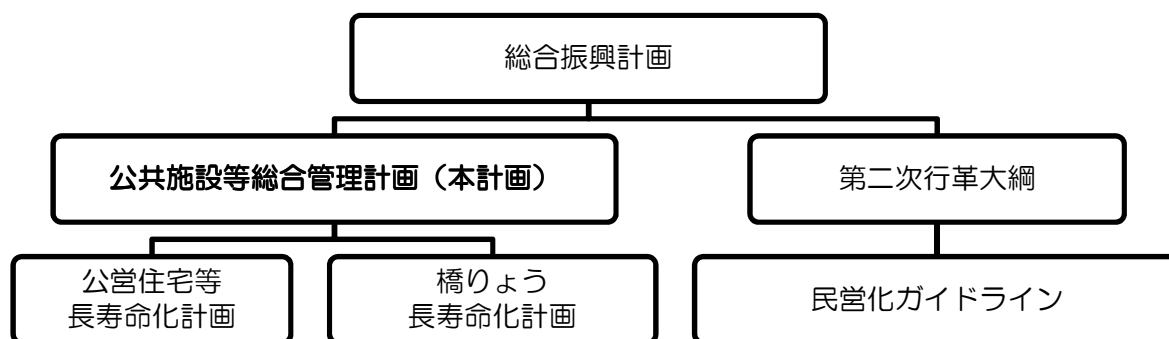 総合振興計画
公共施設等総合管理計画（本計画）
第二次行革大綱
公営住宅等
長寿命化計画
橋りょう
長寿命化計画
民営化ガイドライン